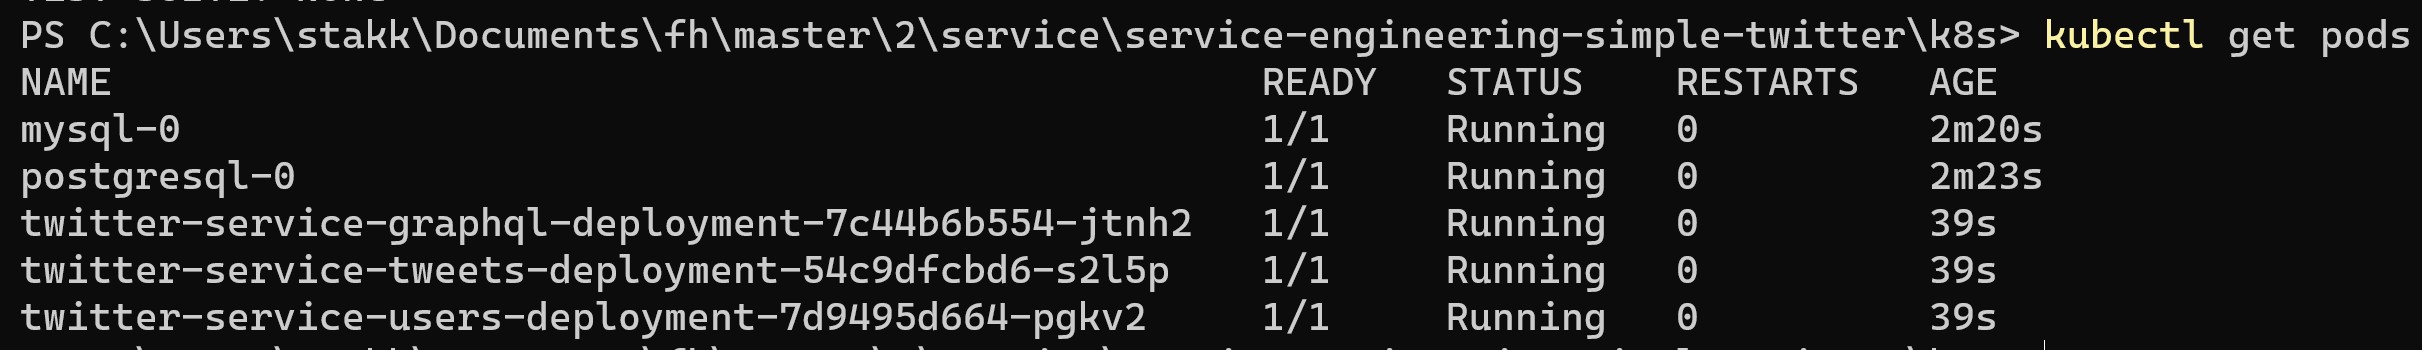 PS C:\Users\stakk\Documents\fh\master\2\service\service-engineering-simple-twitter\k8s> kubectl get pods
NAME READY STATUS RESTARTS AGE
mysql-0 1/1 Running 0 2m20s
postgresql-0 1/1 Running 0 2m23s
twitter-service-graphql-deployment-7c44b6b554-jtnh2 1/1 Running 0 39s
twitter-service-tweets-deployment-54c9dfcbd6-s2l5p 1/1 Running 0 39s
twitter-service-users-deployment-7d9495d664-pgkv2 1/1 Running 0 39s